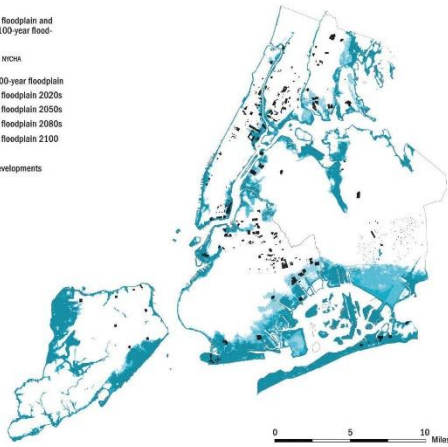 floodplain and
100-year flood-
NYCHA
00-year floodplain
floodplain 2020s
floodplain 2050s
floodplain 2080s
floodplain 2100
evelopments
0 5 10
Miles